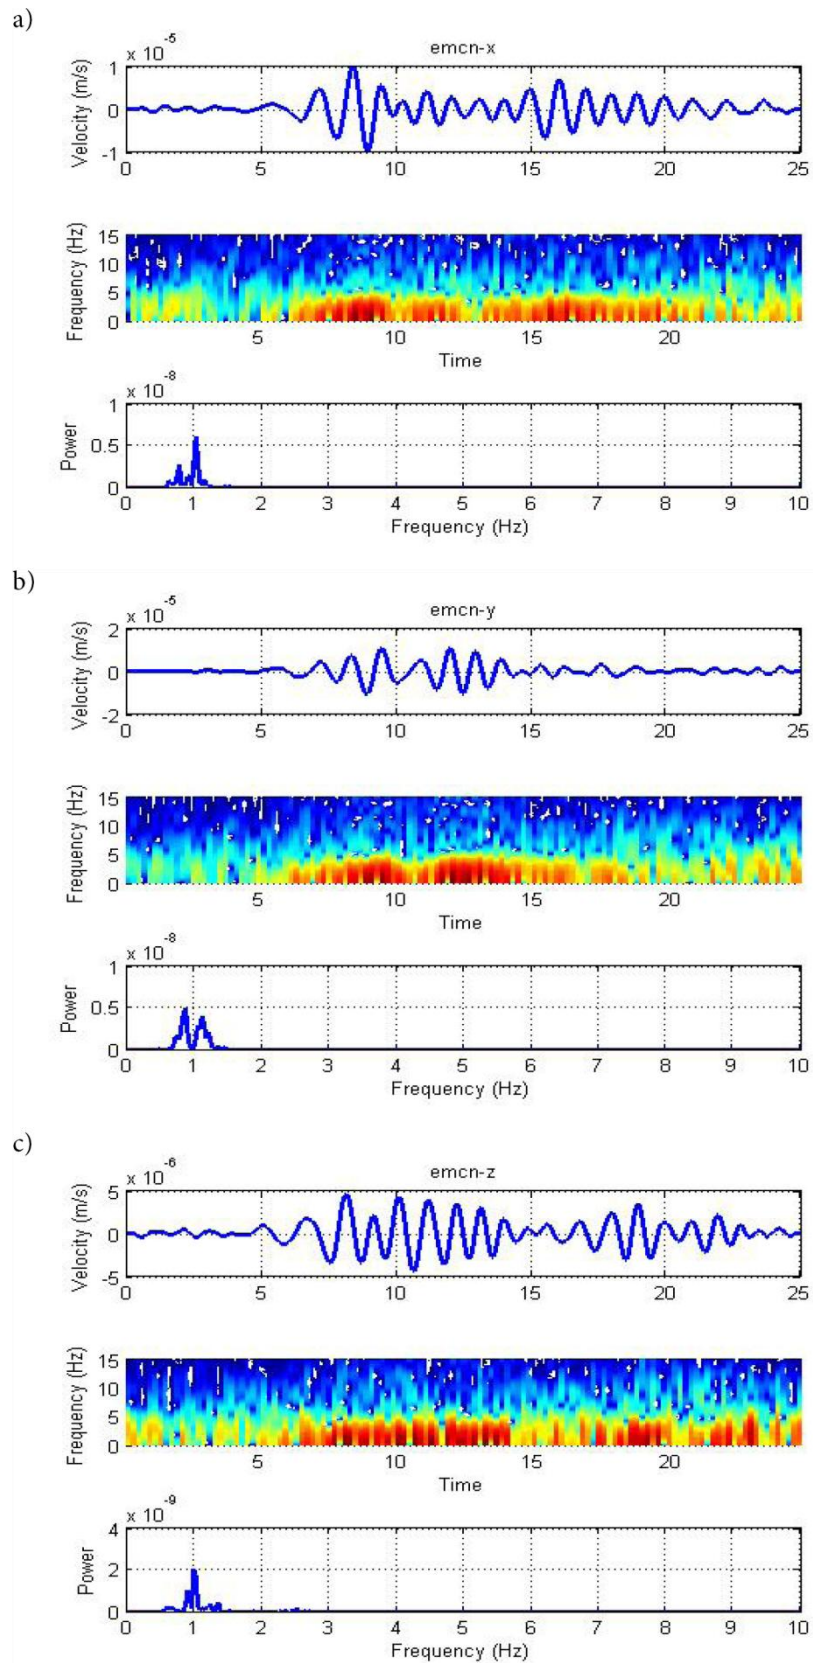 a)
x 10^-5
emcn-x
Velocity (m/s)
1
0
-1
0 5 10 15 20 25
Frequency (Hz)
15
10
5
0
5 10 15 20
Time
x 10^-8
Power
1
0.5
0
0 1 2 3 4 5 6 7 8 9 10
Frequency (Hz)
b)
x 10^-5
emcn-y
Velocity (m/s)
2
0
-2
0 5 10 15 20 25
Frequency (Hz)
15
10
5
0
5 10 15 20
Time
x 10^-8
Power
1
0.5
0
0 1 2 3 4 5 6 7 8 9 10
Frequency (Hz)
c)
x 10^-6
emcn-z
Velocity (m/s)
5
0
-5
0 5 10 15 20 25
Frequency (Hz)
15
10
5
0
5 10 15 20
Time
x 10^-9
Power
4
2
0
0 1 2 3 4 5 6 7 8 9 10
Frequency (Hz)